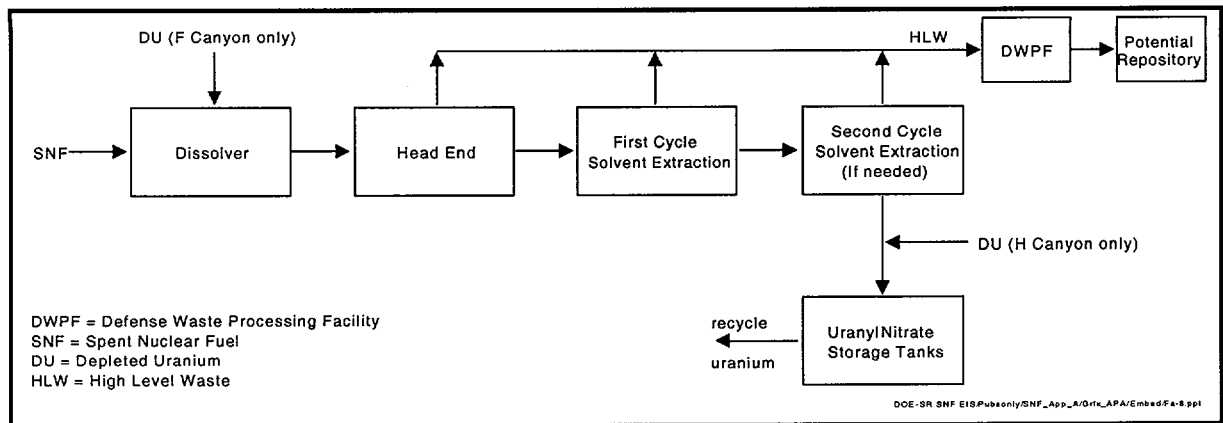 DU (F Canyon only)
HLW
DWPF
Potential
Repository
SNF
Dissolver
Head End
First Cycle
Solvent Extraction
Second Cycle
Solvent Extraction
(If needed)
DU (H Canyon only)
DWPF = Defense Waste Processing Facility
SNF = Spent Nuclear Fuel
DU = Depleted Uranium
HLW = High Level Waste
recycle
uranium
Uranyl Nitrate
Storage Tanks
DOE-SR SNF EIS/Pubsonly/SNF_App_A/Grfx_APA/Embed/Fa-8.ppt